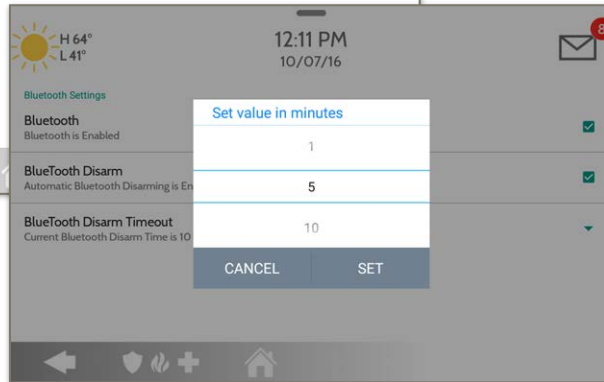 H 64°
L 41°
12:11 PM
10/07/16
8
Bluetooth Settings
Bluetooth
Bluetooth is Enabled
Set value in minutes
1
BlueTooth Disarm
Automatic Bluetooth Disarming is En
5
BlueTooth Disarm Timeout
Current Bluetooth Disarm Time is 10
10
CANCEL
SET